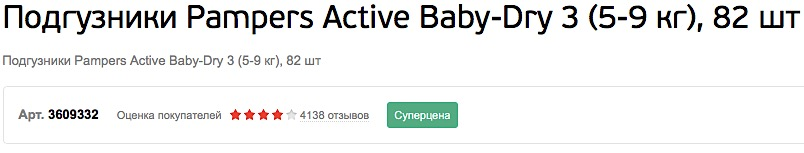 Подгузники Pampers Active Baby-Dry 3 (5-9 кг), 82 шт
Подгузники Pampers Active Baby-Dry 3 (5-9 кг), 82 шт
Арт. 3609332 Оценка покупателей 4138 отзывов Суперцена